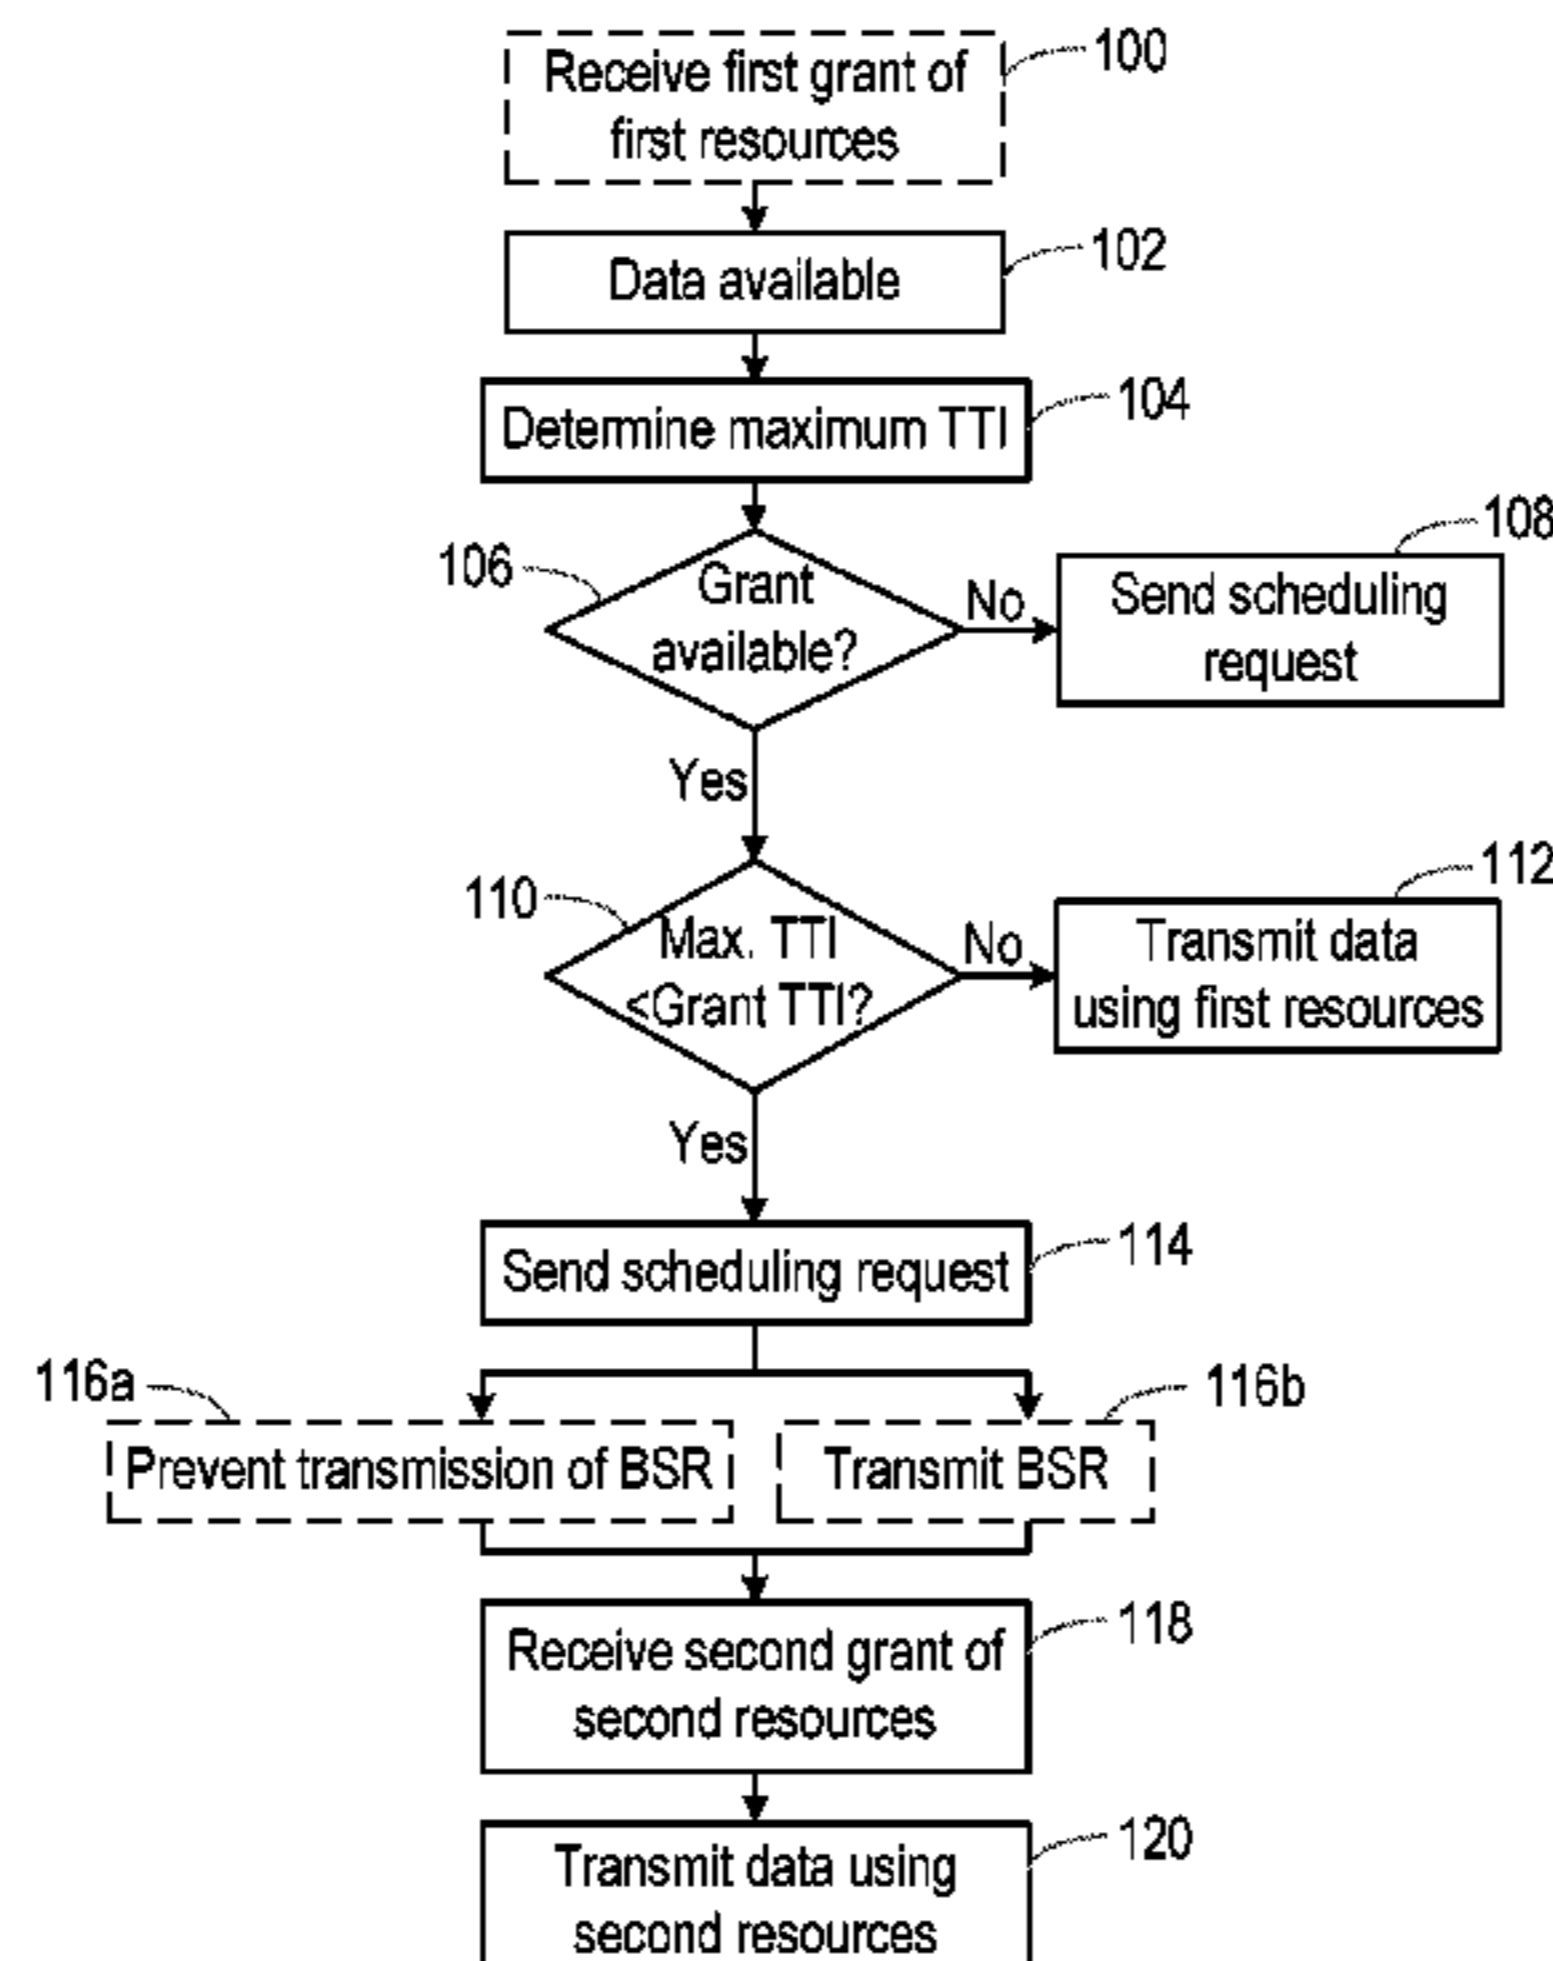 Receive first grant of
first resources
100
Data available
102
Determine maximum TTI
104
106
Grant
available?
No
Send scheduling
request
108
Yes
110
Max. TTI
<Grant TTI?
No
Transmit data
using first resources
112
Yes
Send scheduling request
114
116a
Prevent transmission of BSR
116b
Transmit BSR
Receive second grant of
second resources
118
Transmit data using
second resources
120